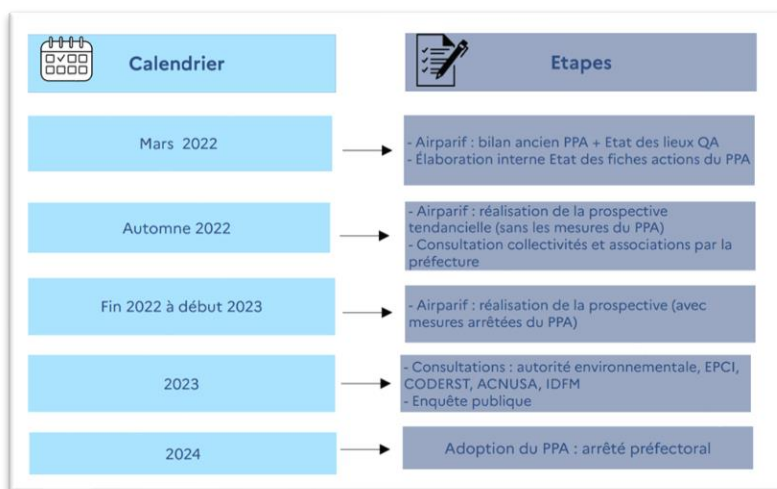 Calendrier
Etapes
Mars 2022
- Airparif : bilan ancien PPA + Etat des lieux QA
- Élaboration interne Etat des fiches actions du PPA
Automne 2022
- Airparif : réalisation de la prospective
tendancielle (sans les mesures du PPA)
- Consultation collectivités et associations par la
préfecture
Fin 2022 à début 2023
- Airparif : réalisation de la prospective (avec
mesures arrêtées du PPA)
2023
- Consultations : autorité environnementale, EPCI,
CODERST, ACNUSA, IDFM
- Enquête publique
2024
Adoption du PPA : arrêté préfectoral